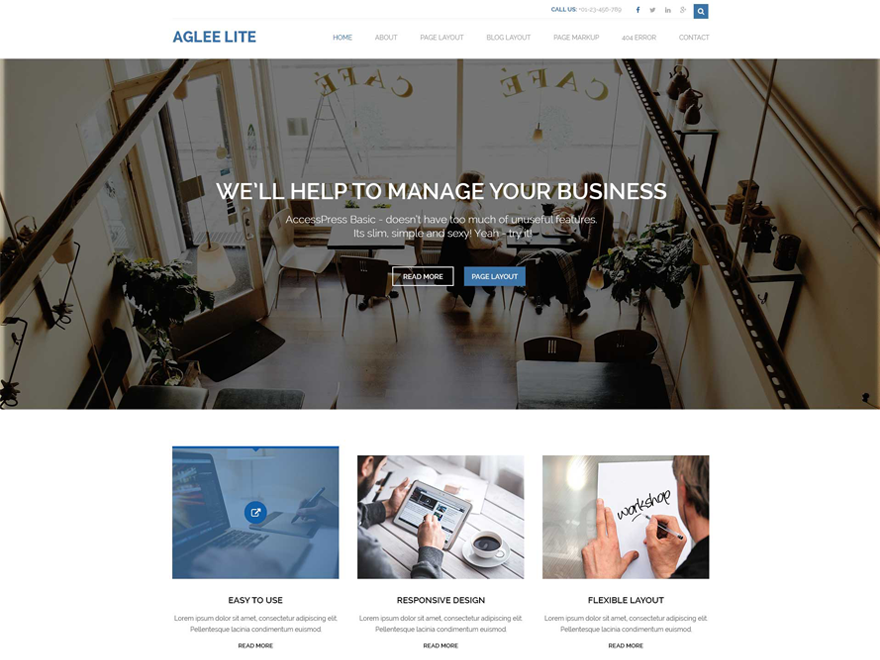 CALL US: +01-23-456-789
AGLEE LITE
HOME ABOUT PAGE LAYOUT BLOG LAYOUT PAGE MARKUP 404 ERROR CONTACT
CAFÉ CAFÉ
WE'LL HELP TO MANAGE YOUR BUSINESS
AccessPress Basic - doesn't have too much of unuseful features.
Its slim, simple and sexy! Yeah - try it!
READ MORE PAGE LAYOUT
workshop
EASY TO USE RESPONSIVE DESIGN FLEXIBLE LAYOUT
Lorem ipsum dolor sit amet, consectetur adipiscing elit. Lorem ipsum dolor sit amet, consectetur adipiscing elit. Lorem ipsum dolor sit amet, consectetur adipiscing elit.
Pellentesque lacinia condimentum euismod. Pellentesque lacinia condimentum euismod. Pellentesque lacinia condimentum euismod.
READ MORE READ MORE READ MORE